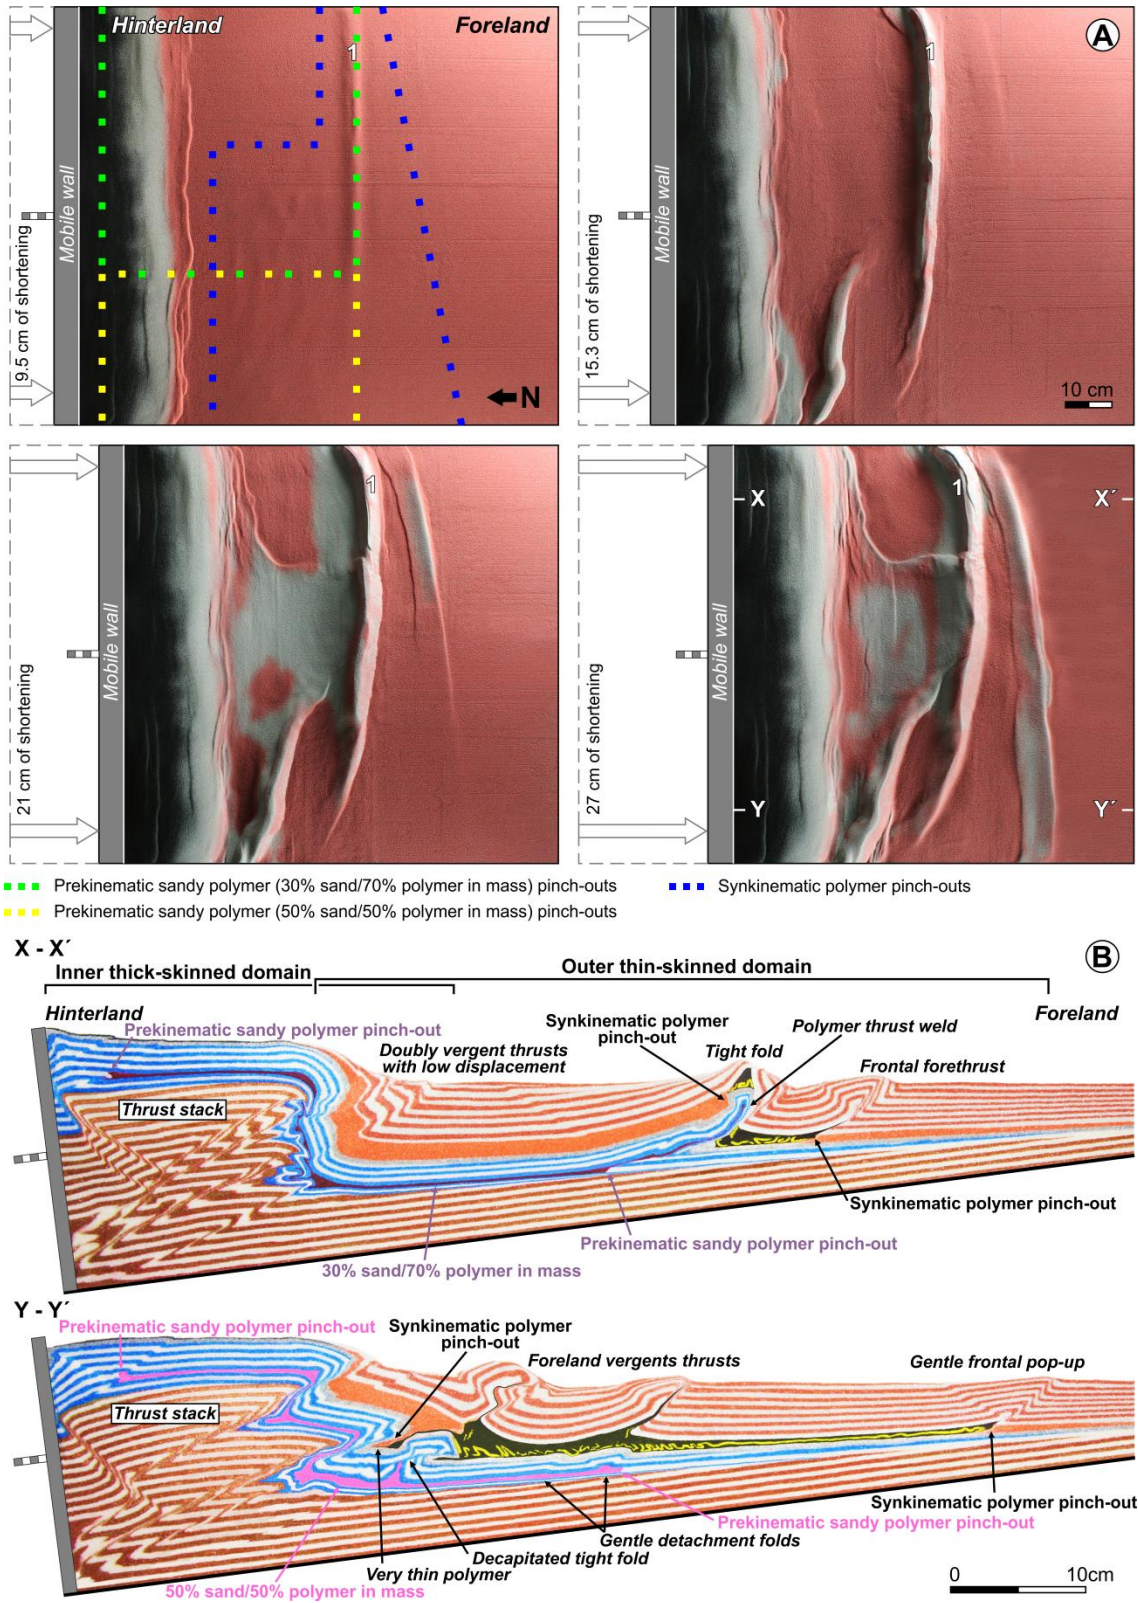 Hinterland
Foreland
1
Mobile wall
9.5 cm of shortening
N
A
1
Mobile wall
15.3 cm of shortening
10 cm
1
Mobile wall
21 cm of shortening
X
X´
1
Mobile wall
27 cm of shortening
Y
Y´
Prekinematic sandy polymer (30% sand/70% polymer in mass) pinch-outs
Synkinematic polymer pinch-outs
Prekinematic sandy polymer (50% sand/50% polymer in mass) pinch-outs
X - X´
B
Inner thick-skinned domain
Outer thin-skinned domain
Hinterland
Foreland
Prekinematic sandy polymer pinch-out
Doubly vergent thrusts
with low displacement
Synkinematic polymer
pinch-out
Tight fold
Polymer thrust weld
Frontal forethrust
Thrust stack
Synkinematic polymer pinch-out
Prekinematic sandy polymer pinch-out
30% sand/70% polymer in mass
Y - Y´
Prekinematic sandy polymer pinch-out
Synkinematic polymer
pinch-out
Foreland vergents thrusts
Gentle frontal pop-up
Thrust stack
Synkinematic polymer pinch-out
Prekinematic sandy polymer pinch-out
Gentle detachment folds
Decapitated tight fold
Very thin polymer
50% sand/50% polymer in mass
0
10cm